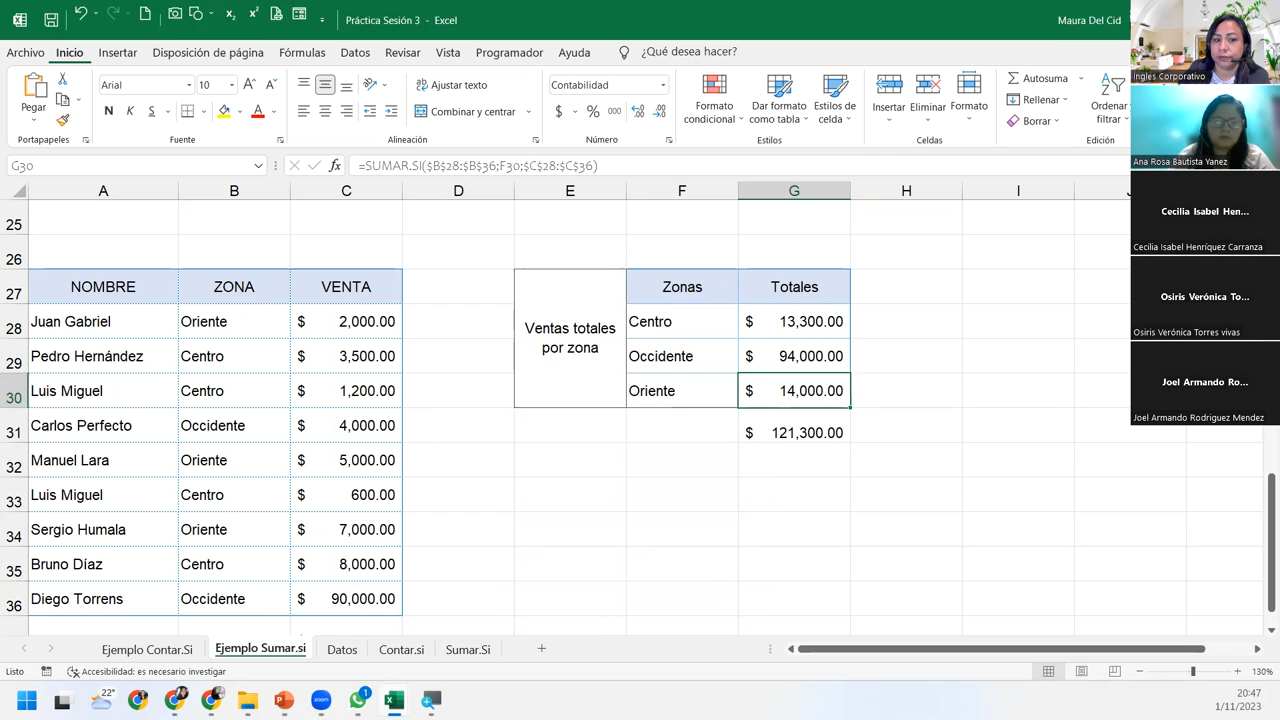 Práctica Sesión 3 - Excel
Maura Del Cid
Archivo Inicio Insertar Disposición de página Fórmulas Datos Revisar Vista Programador Ayuda ¿Qué desea hacer?
Pegar
Portapapeles
Arial 10
N K S
Fuente
Ajustar texto
Combinar y centrar
Alineación
Contabilidad
$ % 000
Número
Formatos condicional
Dar formato como tabla
Estilos de celda
Estilos
Insertar Eliminar Formato
Celdas
Autosuma
Rellenar
Borrar
Ordenar
filtrar
Edición
G30 fx =SUMAR.SI($B$28:$B$36;F30;$C$28:$C$36)
A B C D E F G H I
25
26
27 NOMBRE ZONA VENTA Zonas Totales
28 Juan Gabriel Oriente $ 2,000.00 Centro $ 13,300.00
Ventas totales por zona
29 Pedro Hernández Centro $ 3,500.00 Occidente $ 94,000.00
30 Luis Miguel Centro $ 1,200.00 Oriente $ 14,000.00
31 Carlos Perfecto Occidente $ 4,000.00 $ 121,300.00
32 Manuel Lara Oriente $ 5,000.00
33 Luis Miguel Centro $ 600.00
34 Sergio Humala Oriente $ 7,000.00
35 Bruno Díaz Centro $ 8,000.00
36 Diego Torrens Occidente $ 90,000.00
Ejemplo Contar.Si Ejemplo Sumar.si Datos Contar.si Sumar.Si
Listo Accesibilidad: es necesario investigar 130%
22°
1
20:47
1/11/2023
Ingles Corporativo
Ana Rosa Bautista Yanez
Cecilia Isabel Hen...
Cecilia Isabel Henríquez Carranza
Osiris Verónica To...
Osiris Verónica Torres vivas
Joel Armando Ro...
Joel Armando Rodriguez Mendez